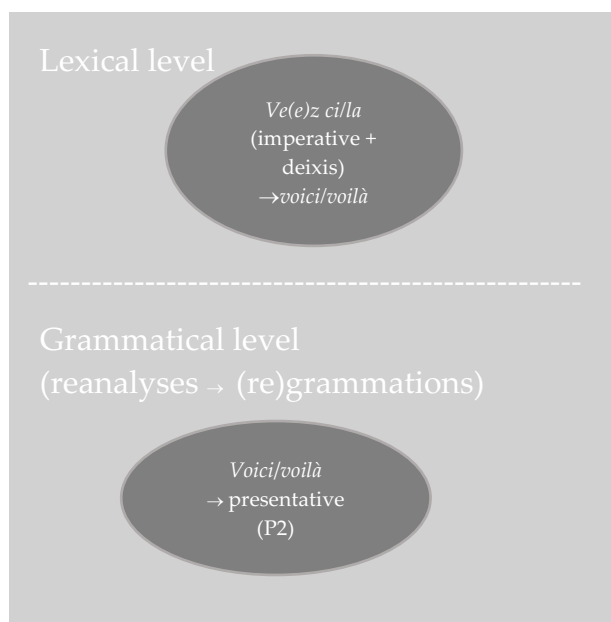 Lexical level
Ve(e)z ci/la
(imperative +
deixis)
→voici/voilà
Grammatical level
(reanalyses → (re)grammations)
Voici/voilà
→ presentative
(P2)